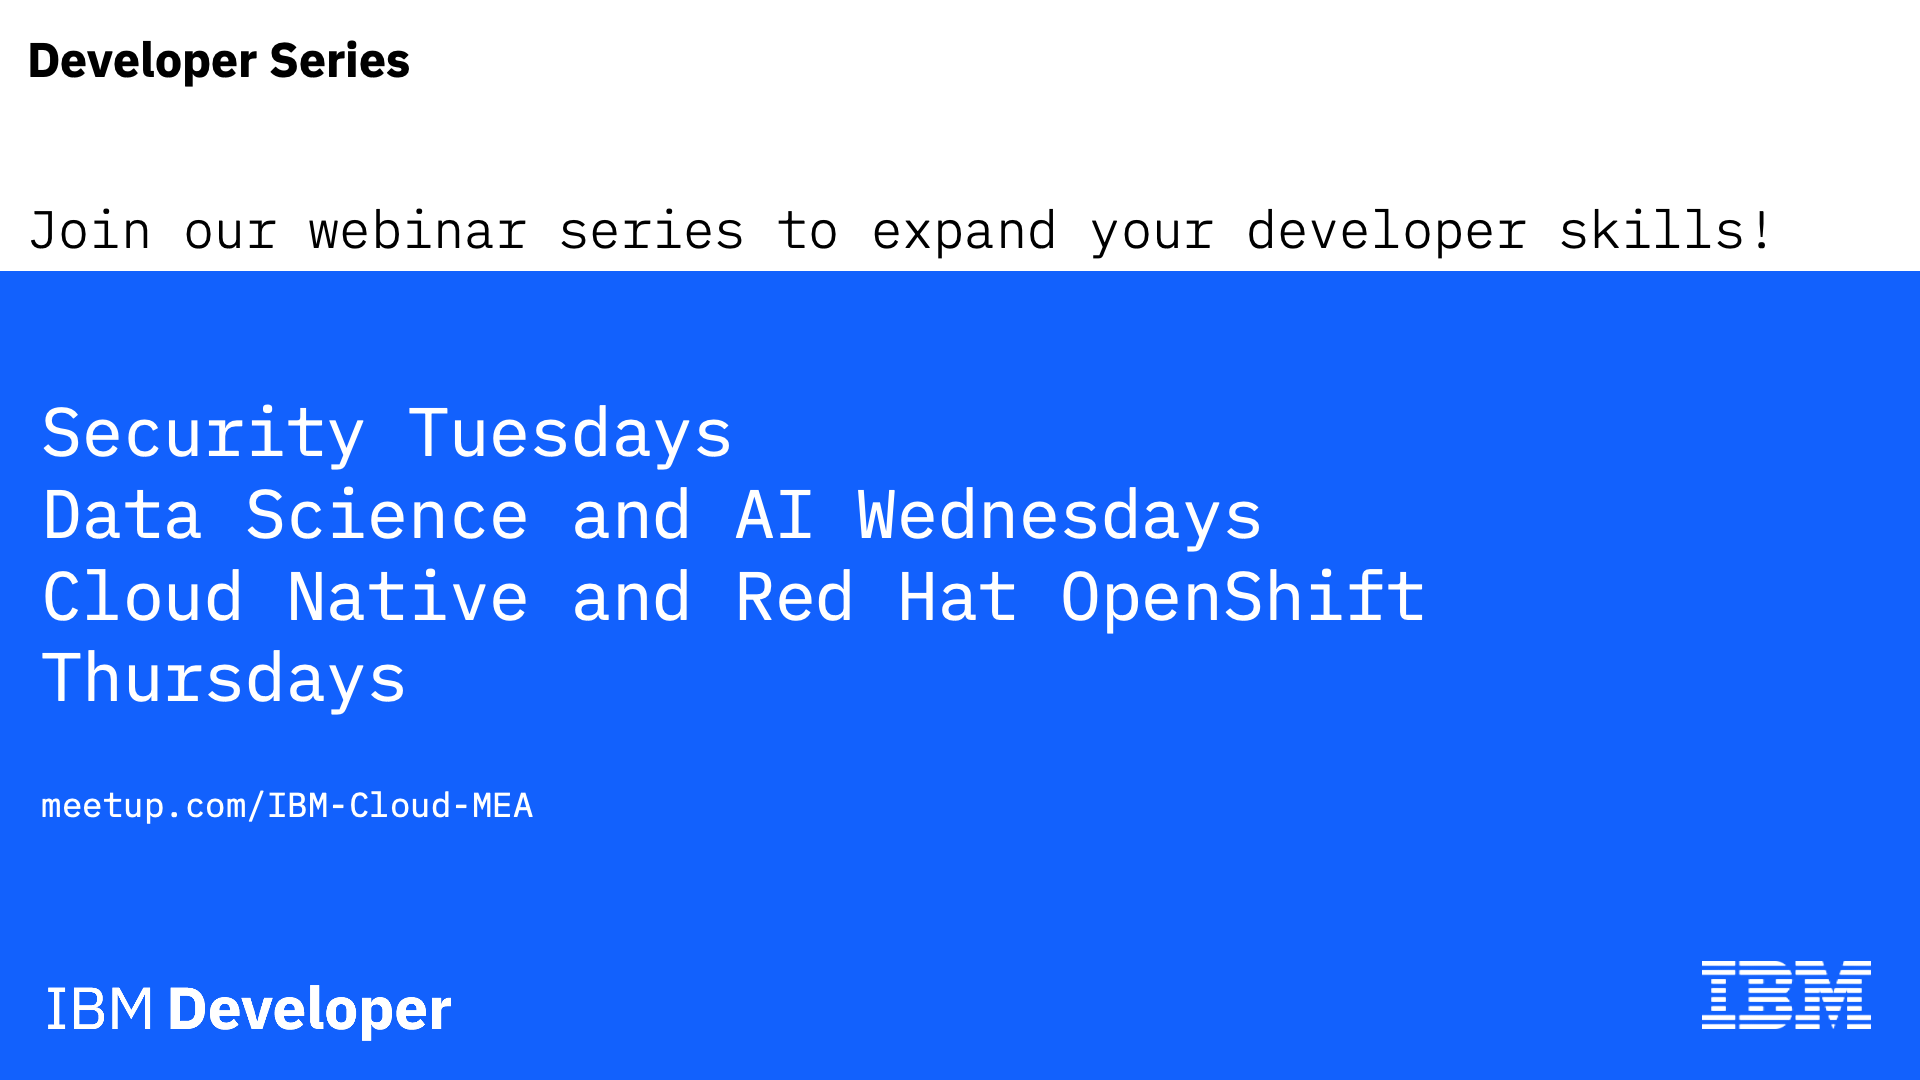 Developer Series
Join our webinar series to expand your developer skills!
Security Tuesdays
Data Science and AI Wednesdays
Cloud Native and Red Hat OpenShift
Thursdays
meetup.com/IBM-Cloud-MEA
IBM Developer
IBM